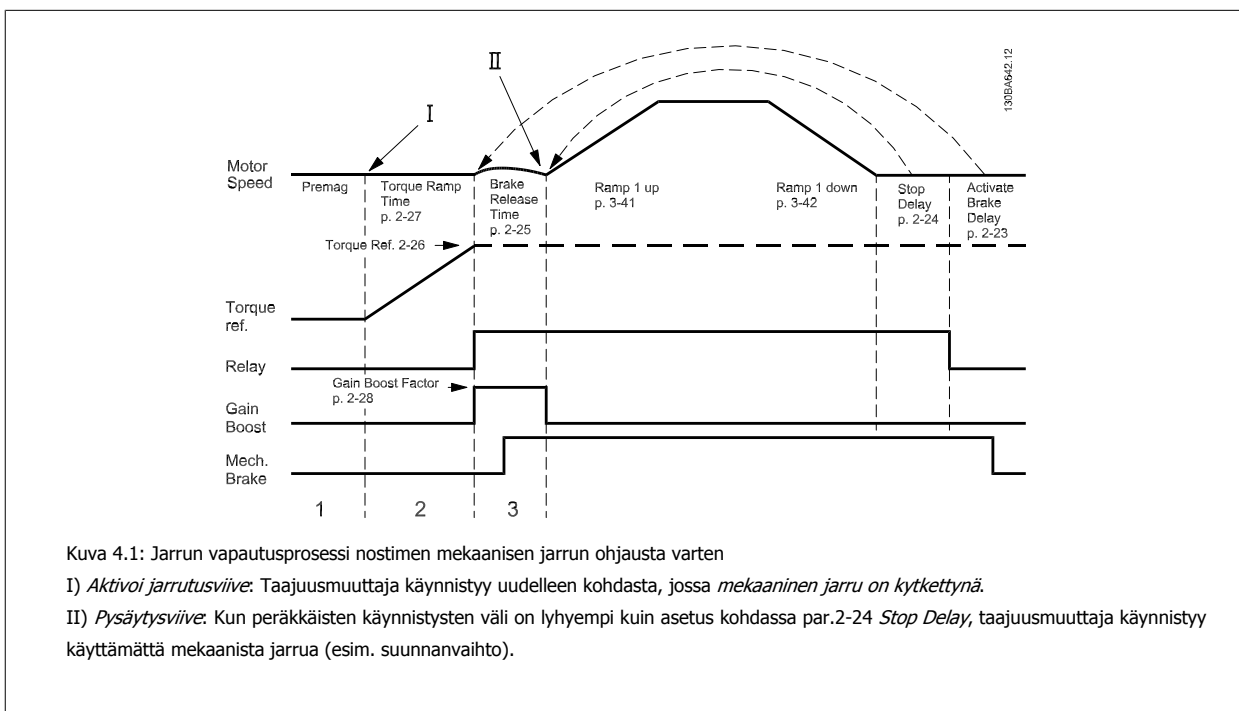 130BA642.12
II
I
Motor
Speed
Premag
Torque Ramp
Time
p. 2-27
Brake
Release
Time
p. 2-25
Ramp 1 up
p. 3-41
Ramp 1 down
p. 3-42
Stop
Delay
p. 2-24
Activate
Brake
Delay
p. 2-23
Torque Ref. 2-26
Torque
ref.
Relay
Gain Boost Factor
p. 2-28
Gain
Boost
Mech.
Brake
1
2
3
Kuva 4.1: Jarrun vapautusprosessi nostimen mekaanisen jarrun ohjausta varten
I) Aktivoi jarrutusviive: Taajuusmuuttaja käynnistyy uudelleen kohdasta, jossa mekaaninen jarru on kytkettynä.
II) Pysäytysviive: Kun peräkkäisten käynnistysten väli on lyhyempi kuin asetus kohdassa par.2-24 Stop Delay, taajuusmuuttaja käynnistyy
käyttämättä mekaanista jarrua (esim. suunnanvaihto).